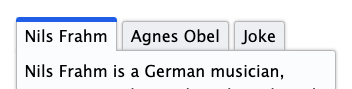 Nils Frahm Agnes Obel Joke
Nils Frahm is a German musician,